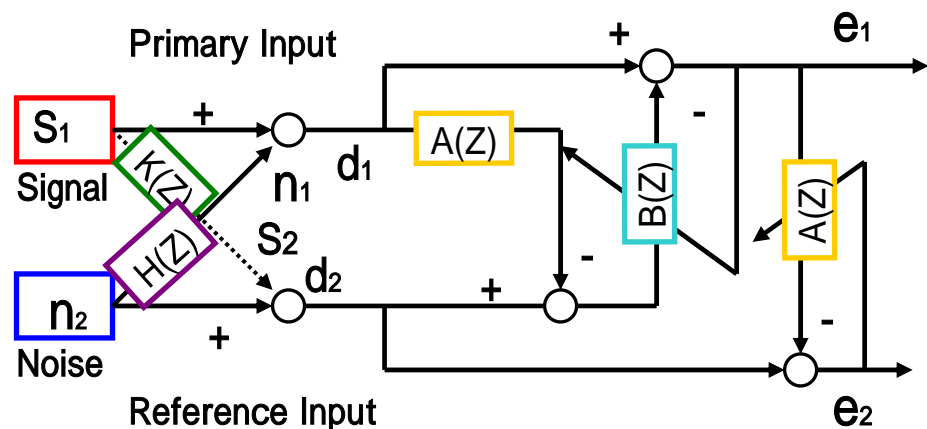 Primary Input
+
e1
S1
+
-
A(Z)
K(Z)
Signal
n1
d1
B(Z)
A(Z)
H(Z)
S2
-
d2
+
n2
+
-
Noise
Reference Input
e2